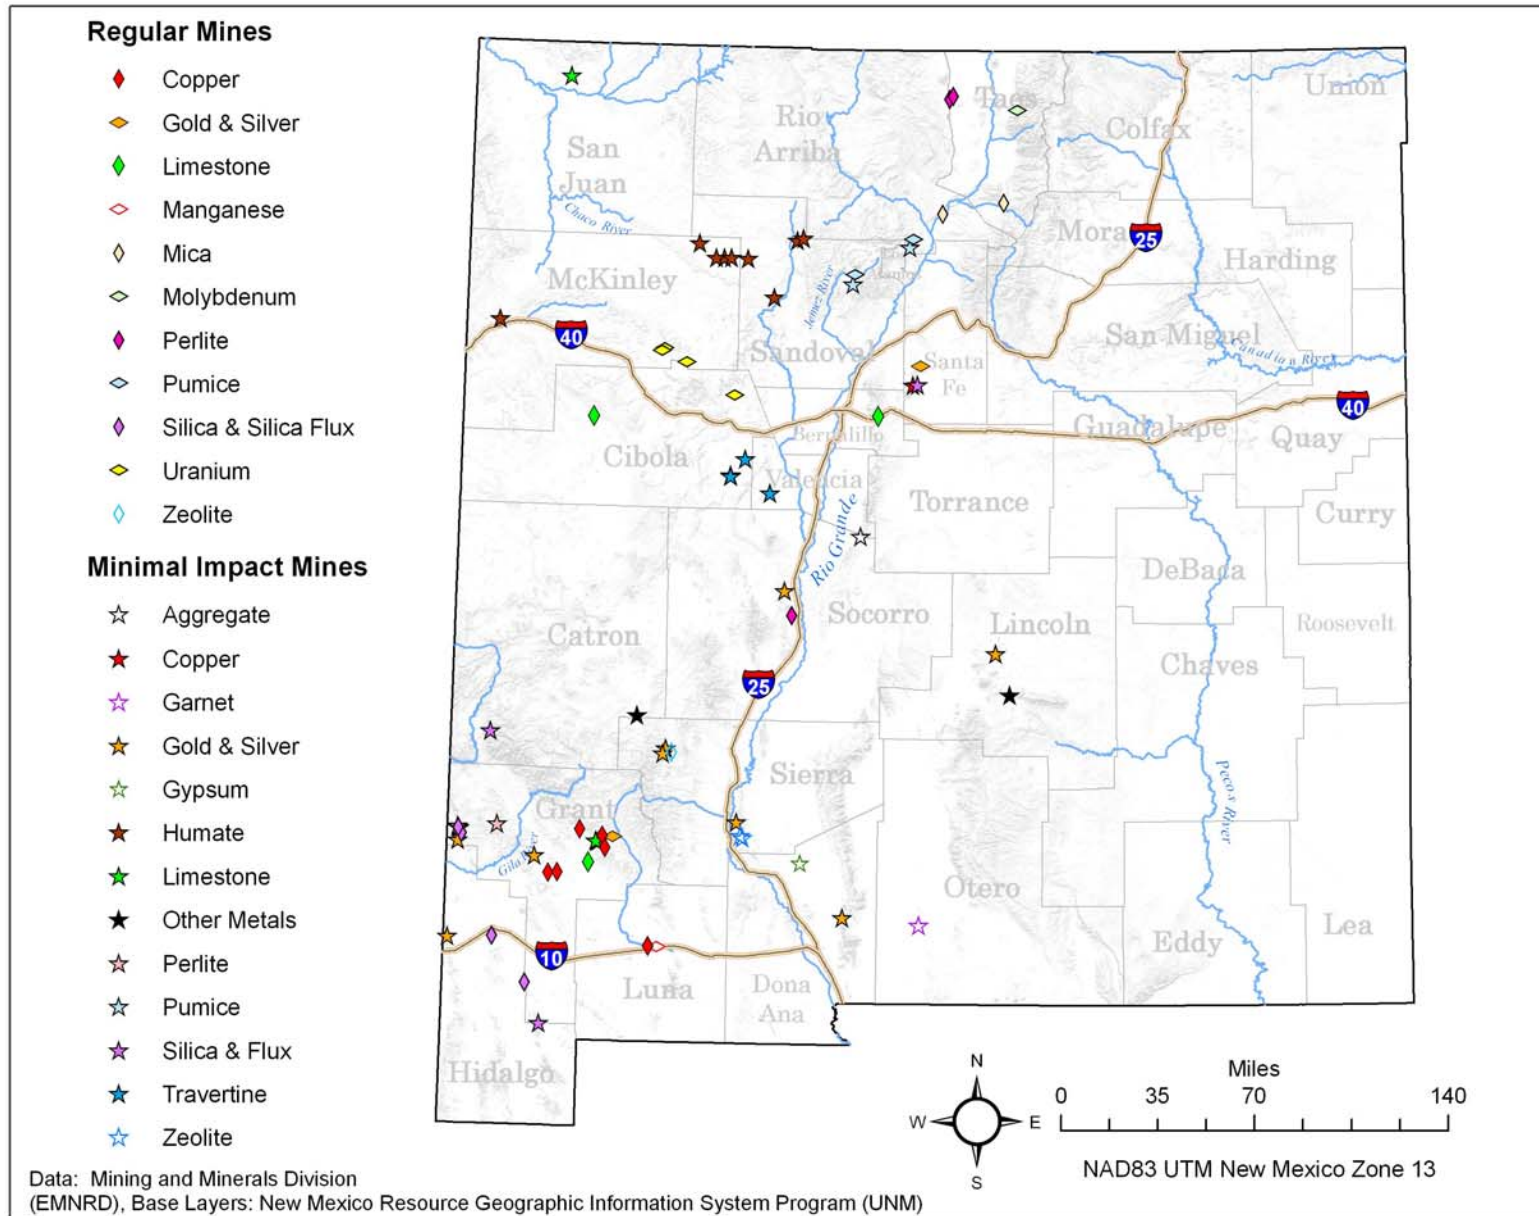 Regular Mines
Copper
Gold & Silver
Limestone
Manganese
Mica
Molybdenum
Perlite
Pumice
Silica & Silica Flux
Uranium
Zeolite
Minimal Impact Mines
Aggregate
Copper
Garnet
Gold & Silver
Gypsum
Humate
Limestone
Other Metals
Perlite
Pumice
Silica & Flux
Travertine
Zeolite
Data: Mining and Minerals Division
(EMNRD), Base Layers: New Mexico Resource Geographic Information System Program (UNM)
San
Juan
Rio
Arriba
Taos
Colfax
Union
Chaco River
McKinley
Mora
25
Harding
Jemez River
40
Sandoval
Santa
Fe
San Miguel
Canadian River
40
Cibola
Bernalillo
Valencia
Guadalupe
Quay
Torrance
Curry
Rio Grande
DeBaca
Catron
Socorro
Lincoln
Roosevelt
Chaves
25
Sierra
Grant
Gila River
Pecos River
Otero
Eddy
Lea
10
Luna
Dona
Ana
Hidalgo
N
W
E
S
Miles
0 35 70 140
NAD83 UTM New Mexico Zone 13